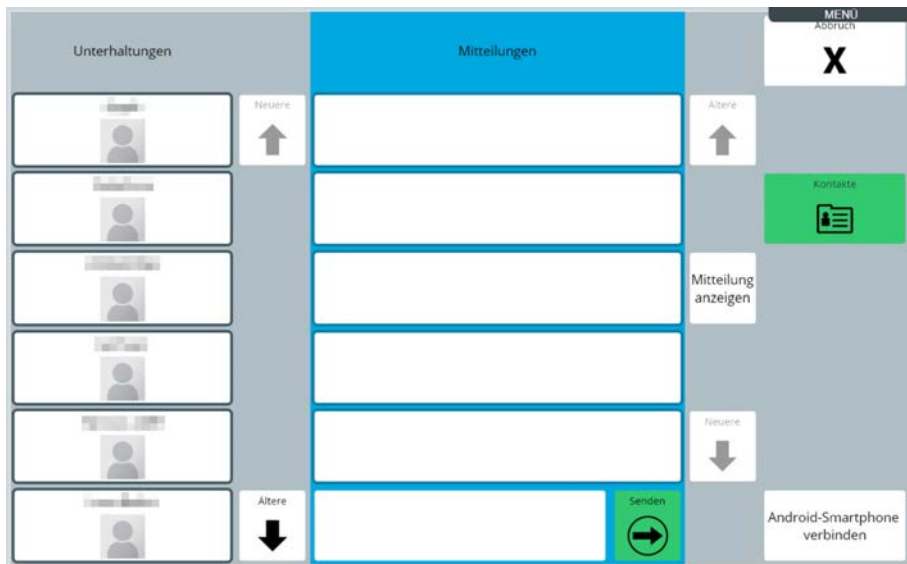 MENÜ
Abbruch
X
Unterhaltungen
Mitteilungen
Neuere
Ältere
Kontakte
Mitteilung
anzeigen
Neuere
Ältere
Senden
Android-Smartphone
verbinden